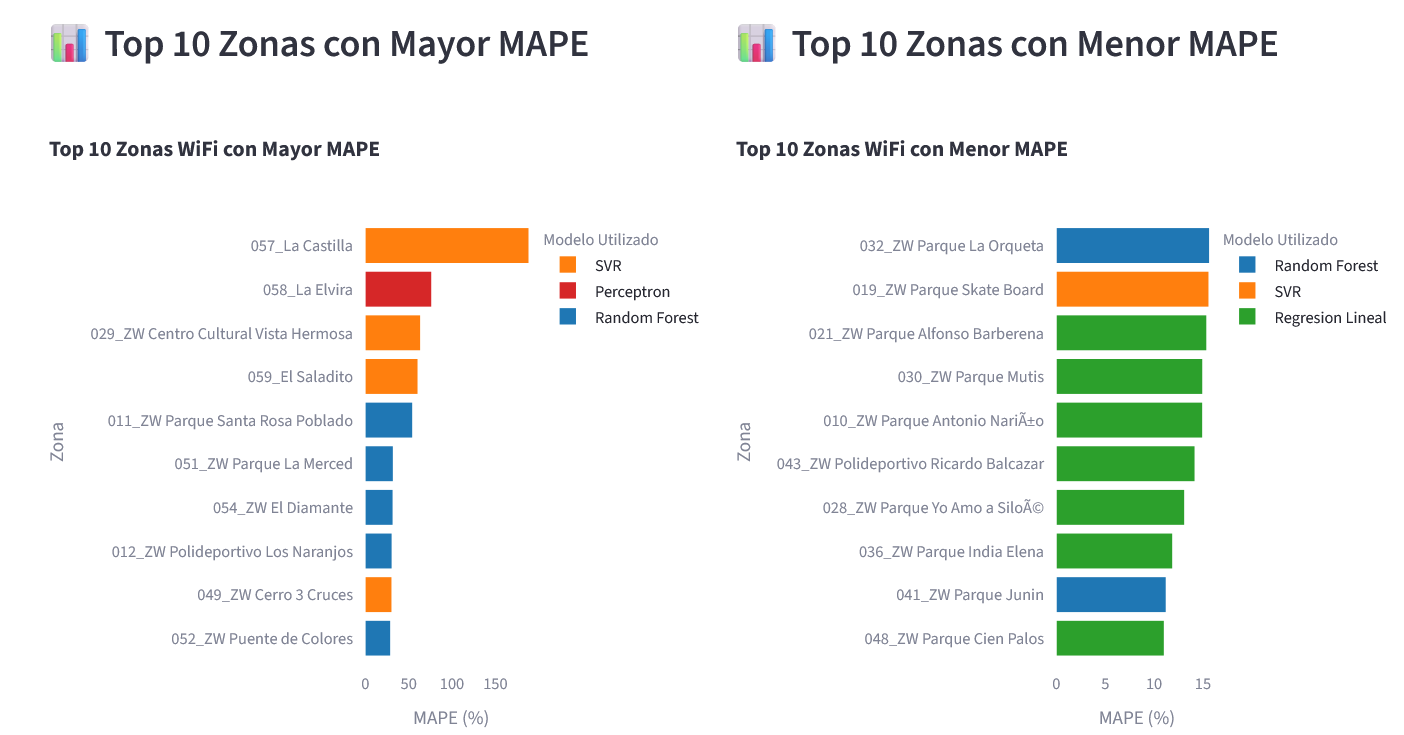 Top 10 Zonas con Mayor MAPE
Top 10 Zonas WiFi con Mayor MAPE
057_La Castilla
058_La Elvira
029_ZW Centro Cultural Vista Hermosa
059_El Saladito
011_ZW Parque Santa Rosa Poblado
051_ZW Parque La Merced
054_ZW El Diamante
012_ZW Polideportivo Los Naranjos
049_ZW Cerro 3 Cruces
052_ZW Puente de Colores
Zona
0 50 100 150
MAPE (%)
Modelo Utilizado
SVR
Perceptron
Random Forest
Top 10 Zonas con Menor MAPE
Top 10 Zonas WiFi con Menor MAPE
032_ZW Parque La Orqueta
019_ZW Parque Skate Board
021_ZW Parque Alfonso Barberena
030_ZW Parque Mutis
010_ZW Parque Antonio NariÃ±o
043_ZW Polideportivo Ricardo Balcazar
028_ZW Parque Yo Amo a SiloÃ©
036_ZW Parque India Elena
041_ZW Parque Junin
048_ZW Parque Cien Palos
Zona
0 5 10 15
MAPE (%)
Modelo Utilizado
Random Forest
SVR
Regresion Lineal